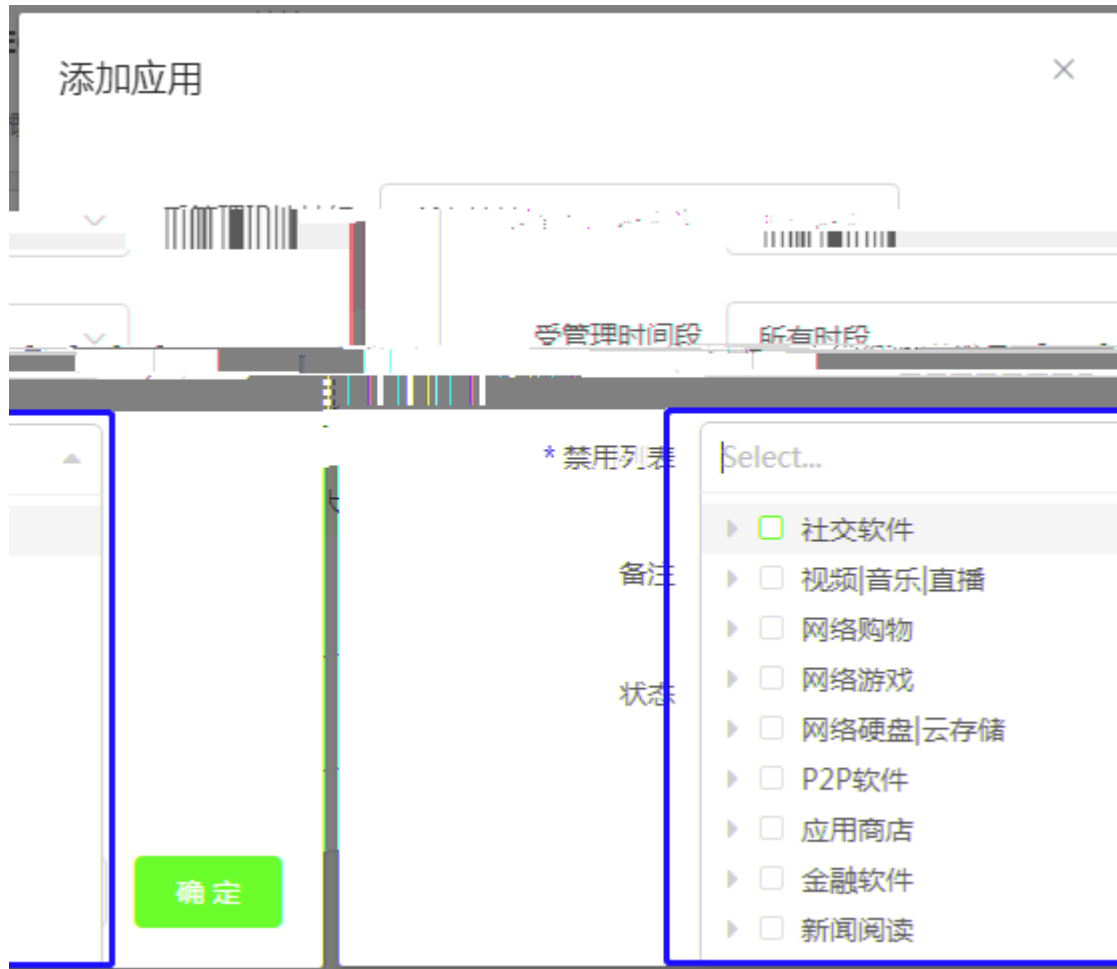 添加应用
受管理时间段 所有时段
* 禁用列表 Select...
社交软件
备注
视频|音乐|直播
网络购物
状态
网络游戏
网络硬盘|云存储
P2P软件
应用商店
确定
金融软件
新闻阅读